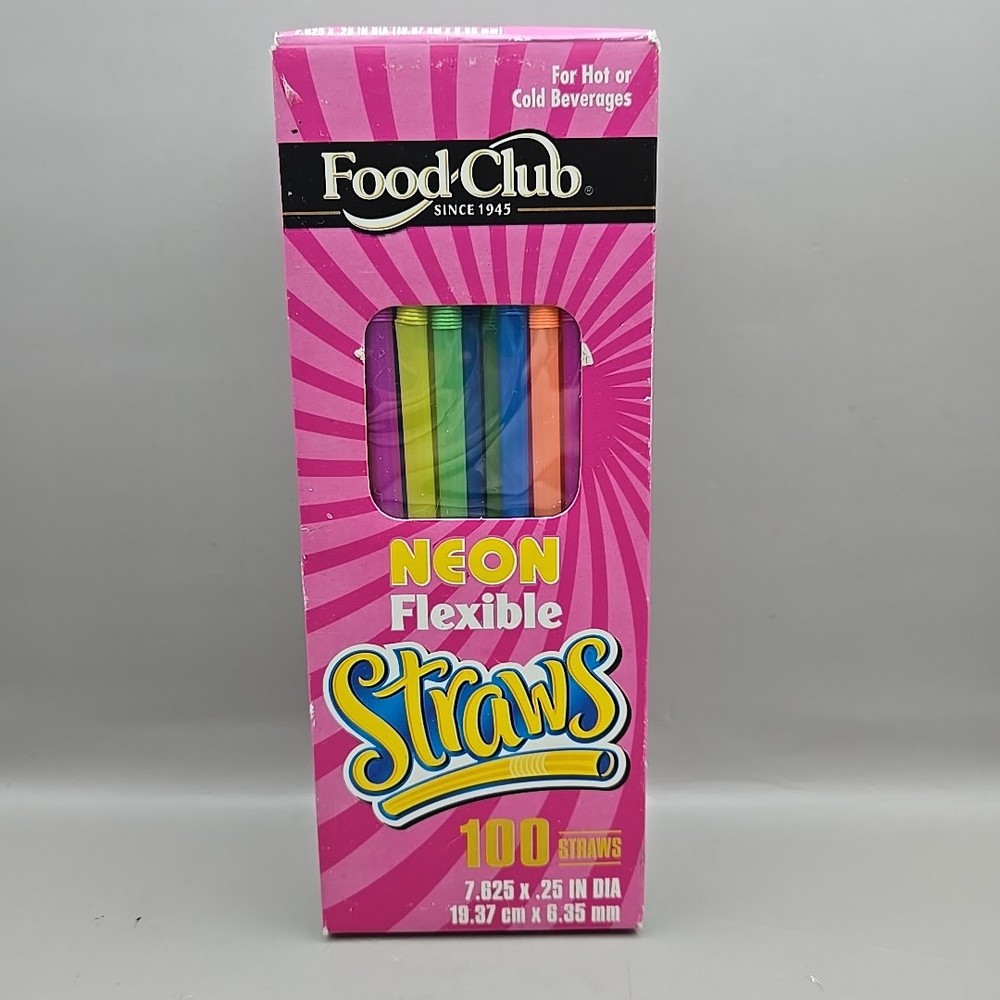 For Hot or
Cold Beverages
Food Club®
SINCE 1945
NEON
Flexible
Straws
100 STRAWS
7.625 x .25 IN DIA
19.37 cm x 6.35 mm